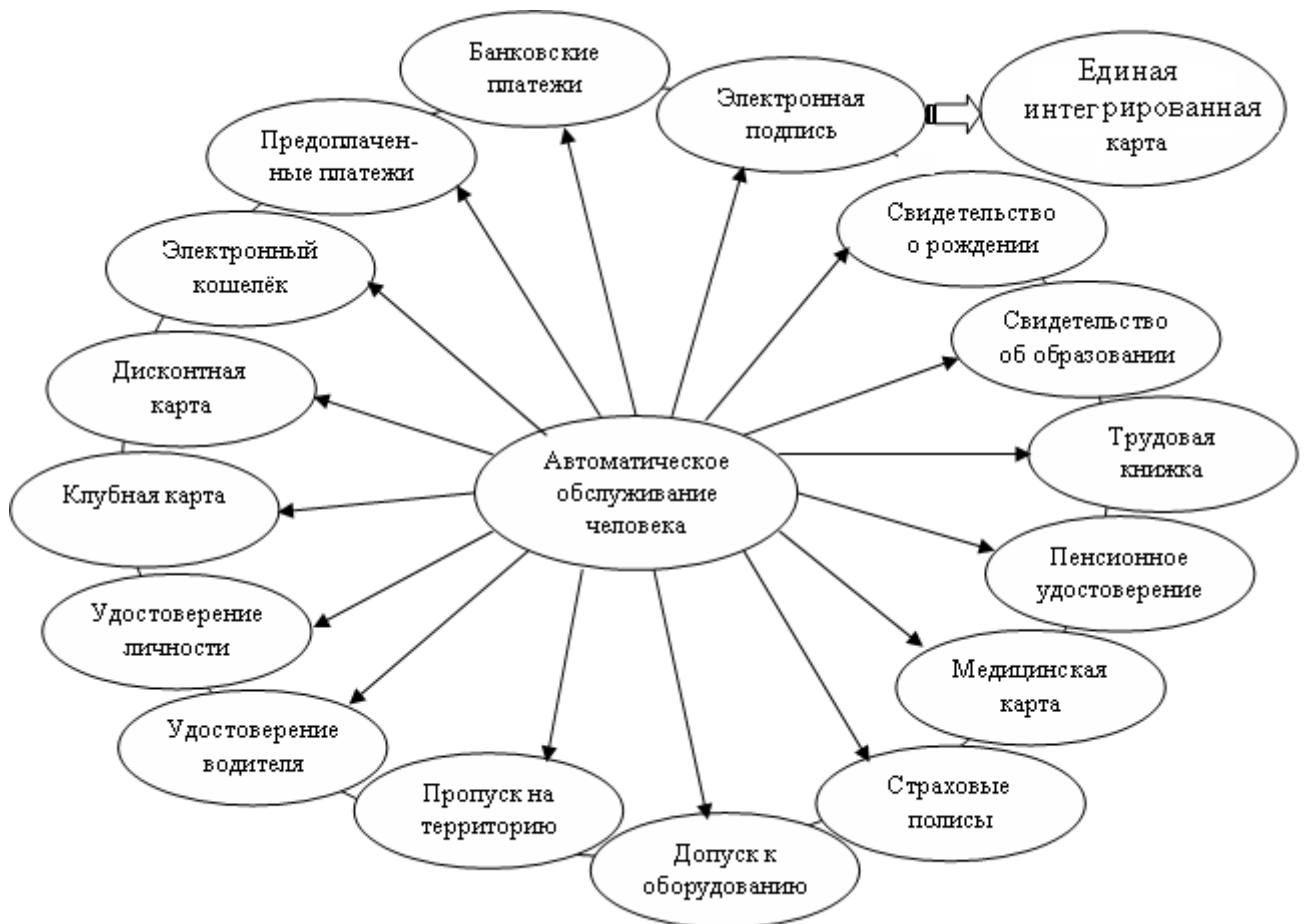 Банковские
платежи
Электронная
подпись
Единая
интегрированная
карта
Предоплачен-
ные платежи
Свидетельство
о рождении
Электронный
кошелёк
Свидетельство
об образовании
Дисконтная
карта
Трудовая
книжка
Автоматическое
обслуживание
человека
Клубная карта
Пенсионное
удостоверение
Удостоверение
личности
Медицинская
карта
Удостоверение
водителя
Страховые
полисы
Пропуск на
территорию
Допуск к
оборудованию